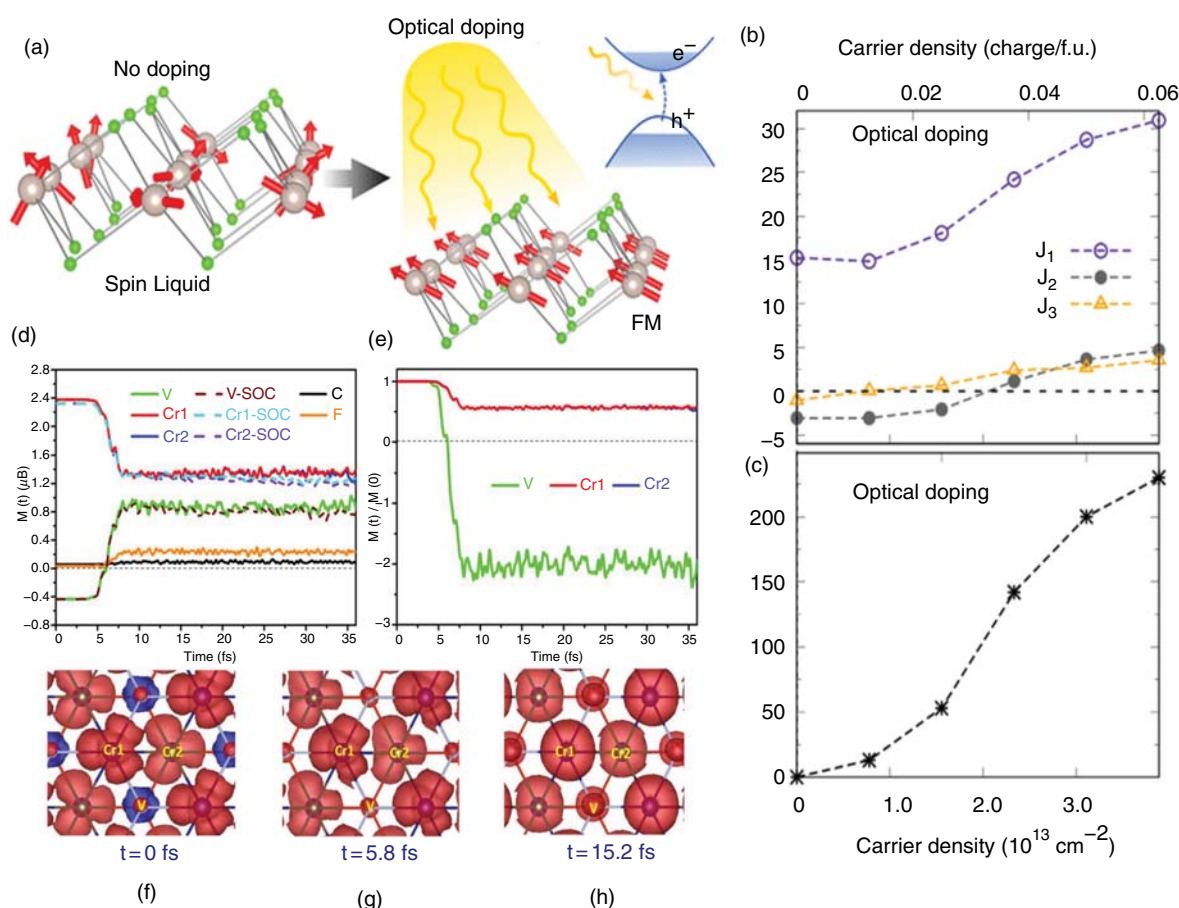 (a)
No doping
Spin Liquid
Optical doping
e−
h+
FM
(b)
Carrier density (charge/f.u.)
0 0.02 0.04 0.06
Optical doping
30
25
20
15
10
5
0
−5
J1
J2
J3
(c)
Optical doping
200
150
100
50
0
0 1.0 2.0 3.0
Carrier density (10^13 cm^−2)
(d)
M (t) (μB)
2.8
2.4
2.0
1.6
1.2
0.8
0.4
0.0
−0.4
−0.8
V V-SOC C
Cr1 Cr1-SOC F
Cr2 Cr2-SOC
0 5 10 15 20 25 30 35
Time (fs)
(e)
M (t) / M (0)
1
0
−1
−2
−3
V Cr1 Cr2
0 5 10 15 20 25 30 35
Time (fs)
Cr1 Cr2
V
t=0 fs
(f)
Cr1 Cr2
V
t=5.8 fs
(g)
Cr1 Cr2
V
t=15.2 fs
(h)